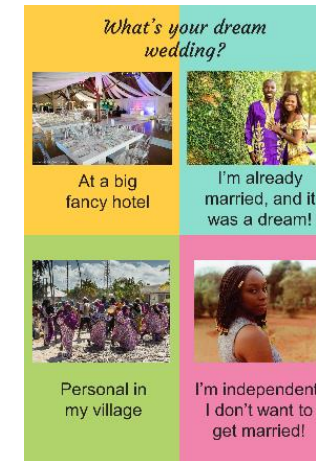 What's your dream
wedding?
At a big
fancy hotel
I'm already
married, and it
was a dream!
Personal in
my village
I'm independent
I don't want to
get married!